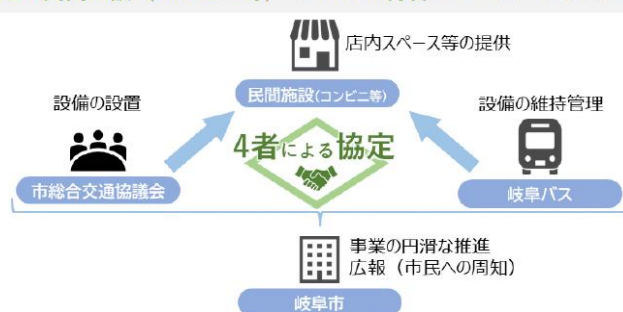 店内スペース等の提供
民間施設(コンビニ等)
設備の設置
設備の維持管理
4者による協定
市総合交通協議会
岐阜バス
事業の円滑な推進
広報（市民への周知）
岐阜市